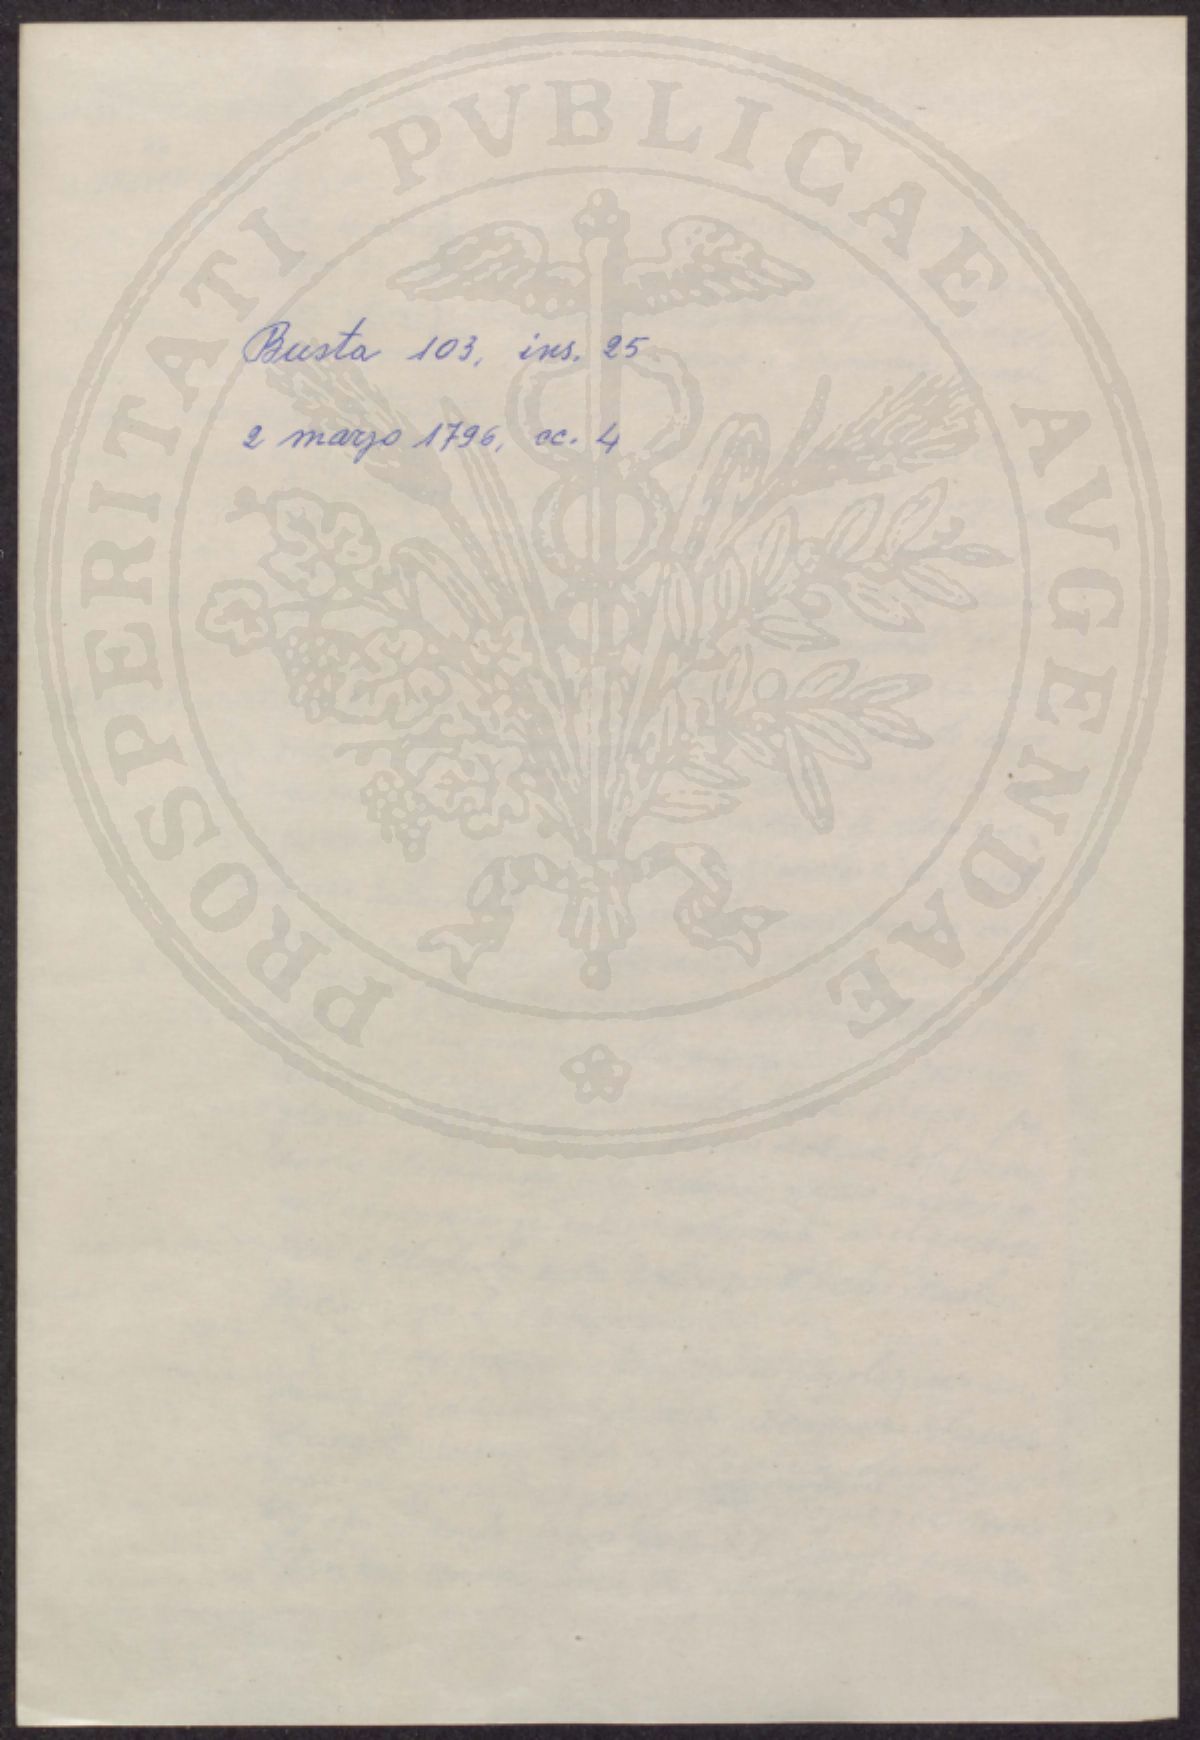 PROSPERITATI PVBLICAE AVGENDAE
Busta 103, ins. 25
2 marzo 1796, cc. 4